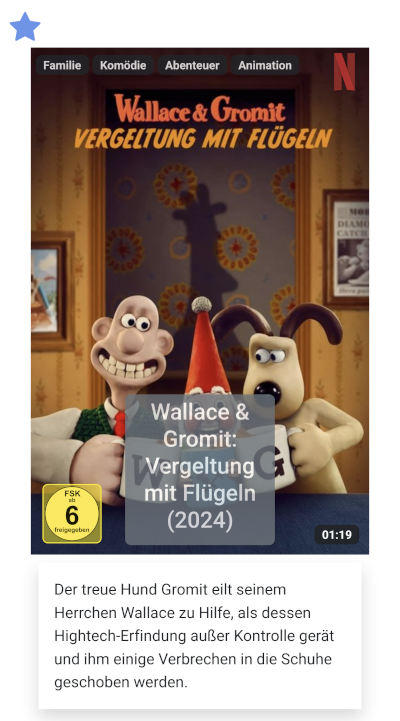 Familie Komödie Abenteuer Animation
N
Wallace & Gromit
VERGELTUNG MIT FLÜGELN
MOR
DIAMO
CATCH
Wallace &
Gromit:
Vergeltung
mit Flügeln
(2024)
W
G
FSK
ab
6
freigegeben
01:19
Der treue Hund Gromit eilt seinem
Herrchen Wallace zu Hilfe, als dessen
Hightech-Erfindung außer Kontrolle gerät
und ihm einige Verbrechen in die Schuhe
geschoben werden.